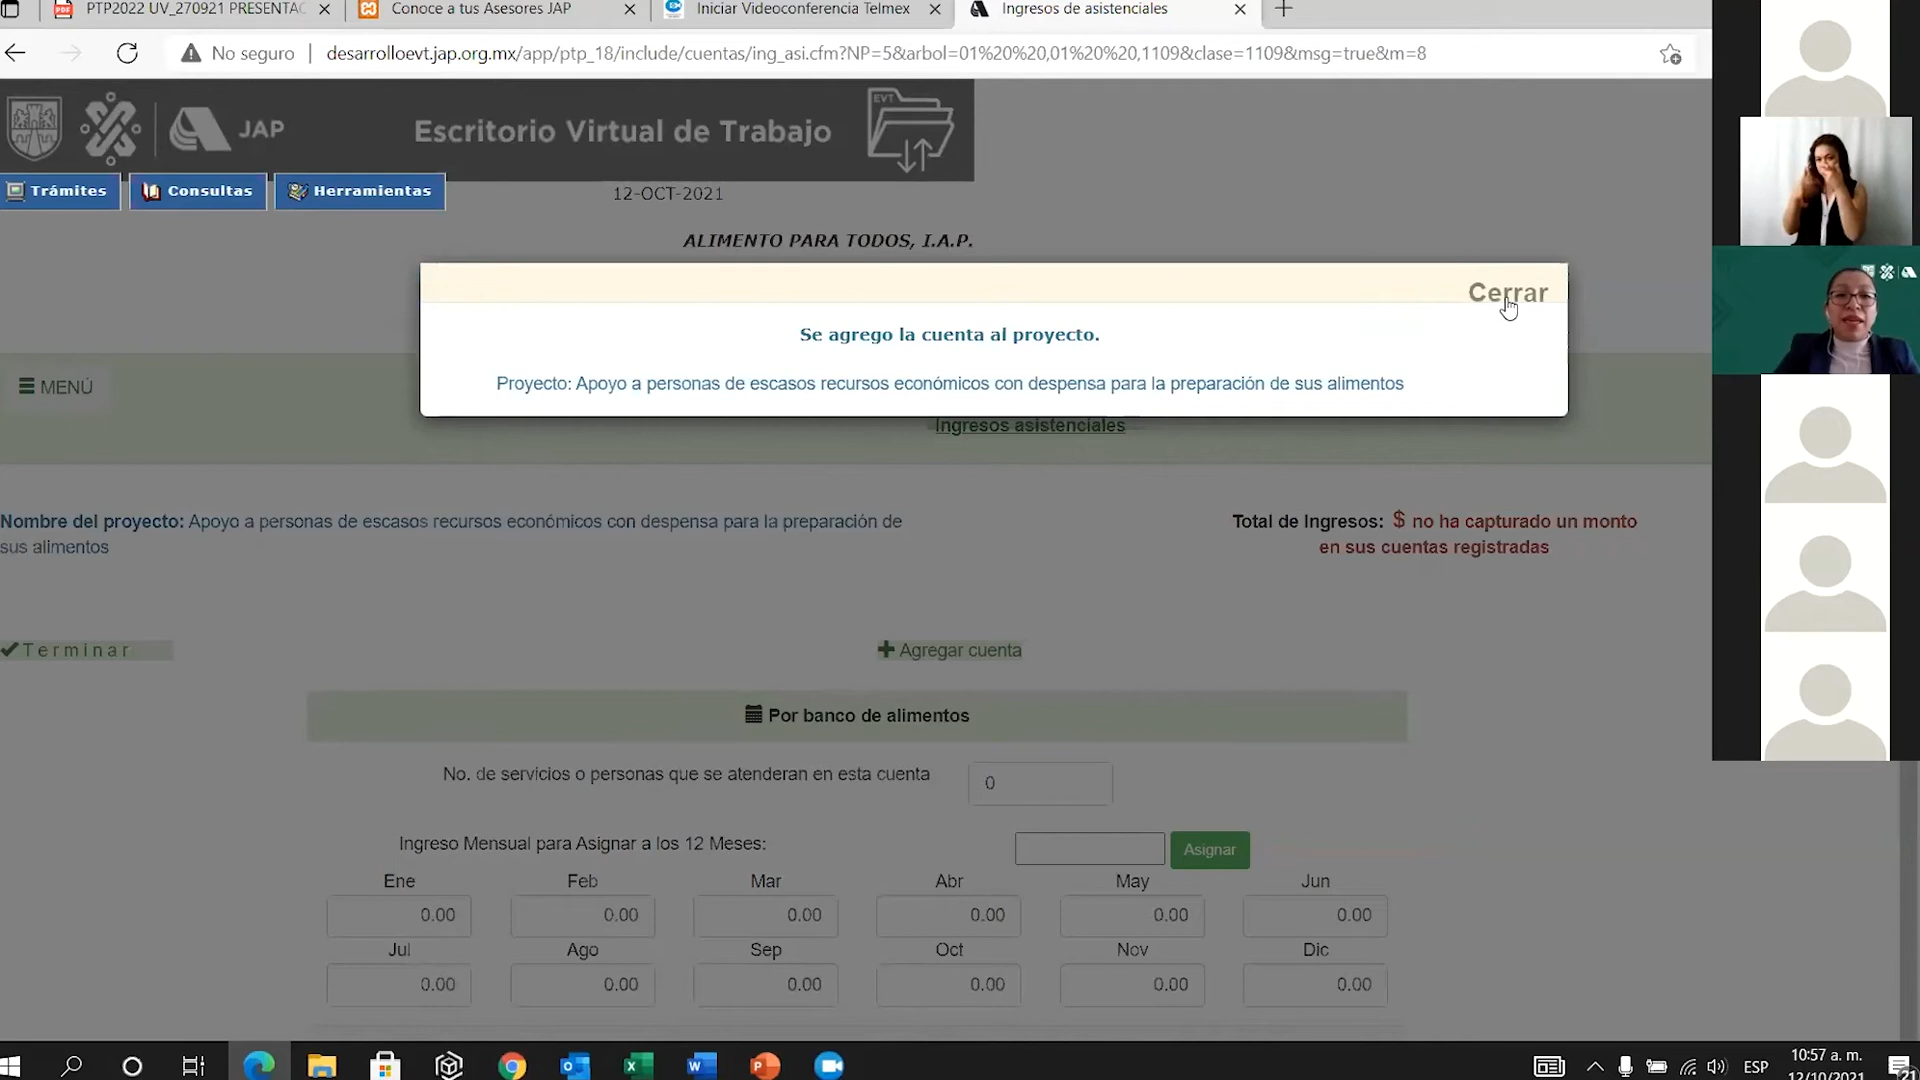 PTP2022 UV_270921 PRESENTAC
Conoce a tus Asesores JAP
Iniciar Videoconferencia Telmex
Ingresos de asistenciales
No seguro | desarrolloevt.jap.org.mx/app/ptp_18/include/cuentas/ing_asi.cfm?NP=5&arbol=01%20%20,01%20%20,1109&clase=1109&msg=true&m=8
JAP
Escritorio Virtual de Trabajo
EVT
Trámites
Consultas
Herramientas
12-OCT-2021
ALIMENTO PARA TODOS, I.A.P.
Cerrar
Se agrego la cuenta al proyecto.
Proyecto: Apoyo a personas de escasos recursos económicos con despensa para la preparación de sus alimentos
MENÚ
Ingresos asistenciales
Nombre del proyecto: Apoyo a personas de escasos recursos económicos con despensa para la preparación de
sus alimentos
Total de Ingresos: $ no ha capturado un monto
en sus cuentas registradas
Terminar
Agregar cuenta
Por banco de alimentos
No. de servicios o personas que se atenderan en esta cuenta
0
Ingreso Mensual para Asignar a los 12 Meses:
Asignar
Ene Feb Mar Abr May Jun
0.00 0.00 0.00 0.00 0.00 0.00
Jul Ago Sep Oct Nov Dic
0.00 0.00 0.00 0.00 0.00 0.00
ESP
10:57 a. m.
12/10/2021
21